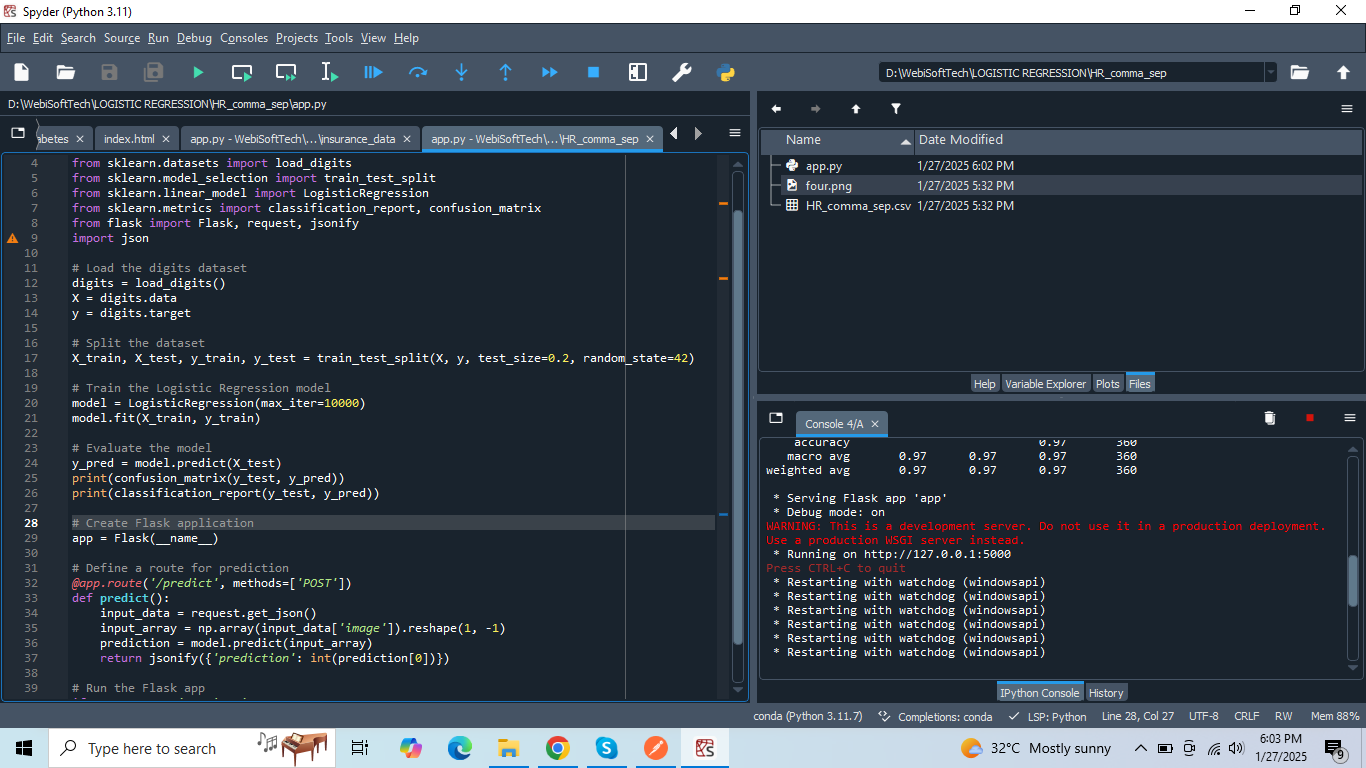 Spyder (Python 3.11)
File Edit Search Source Run Debug Consoles Projects Tools View Help
D:\WebiSoftTech\LOGISTIC REGRESSION\HR_comma_sep
D:\WebiSoftTech\LOGISTIC REGRESSION\HR_comma_sep\app.py
abetes index.html app.py - WebiSoftTech\...\insurance_data app.py - WebiSoftTech\...\HR_comma_sep
4 from sklearn.datasets import load_digits
5 from sklearn.model_selection import train_test_split
6 from sklearn.linear_model import LogisticRegression
7 from sklearn.metrics import classification_report, confusion_matrix
8 from flask import Flask, request, jsonify
9 import json
10
11 # Load the digits dataset
12 digits = load_digits()
13 X = digits.data
14 y = digits.target
15
16 # Split the dataset
17 X_train, X_test, y_train, y_test = train_test_split(X, y, test_size=0.2, random_state=42)
18
19 # Train the Logistic Regression model
20 model = LogisticRegression(max_iter=10000)
21 model.fit(X_train, y_train)
22
23 # Evaluate the model
24 y_pred = model.predict(X_test)
25 print(confusion_matrix(y_test, y_pred))
26 print(classification_report(y_test, y_pred))
27
28 # Create Flask application
29 app = Flask(__name__)
30
31 # Define a route for prediction
32 @app.route('/predict', methods=['POST'])
33 def predict():
34 input_data = request.get_json()
35 input_array = np.array(input_data['image']).reshape(1, -1)
36 prediction = model.predict(input_array)
37 return jsonify({'prediction': int(prediction[0])})
38
39 # Run the Flask app
Name Date Modified
app.py 1/27/2025 6:02 PM
four.png 1/27/2025 5:32 PM
HR_comma_sep.csv 1/27/2025 5:32 PM
Help Variable Explorer Plots Files
Console 4/A
accuracy 0.97 360
macro avg 0.97 0.97 0.97 360
weighted avg 0.97 0.97 0.97 360
* Serving Flask app 'app'
* Debug mode: on
WARNING: This is a development server. Do not use it in a production deployment.
Use a production WSGI server instead.
* Running on http://127.0.0.1:5000
Press CTRL+C to quit
* Restarting with watchdog (windowsapi)
* Restarting with watchdog (windowsapi)
* Restarting with watchdog (windowsapi)
* Restarting with watchdog (windowsapi)
* Restarting with watchdog (windowsapi)
* Restarting with watchdog (windowsapi)
IPython Console History
conda (Python 3.11.7) Completions: conda LSP: Python Line 28, Col 27 UTF-8 CRLF RW Mem 88%
Type here to search
32°C Mostly sunny
6:03 PM
1/27/2025
9